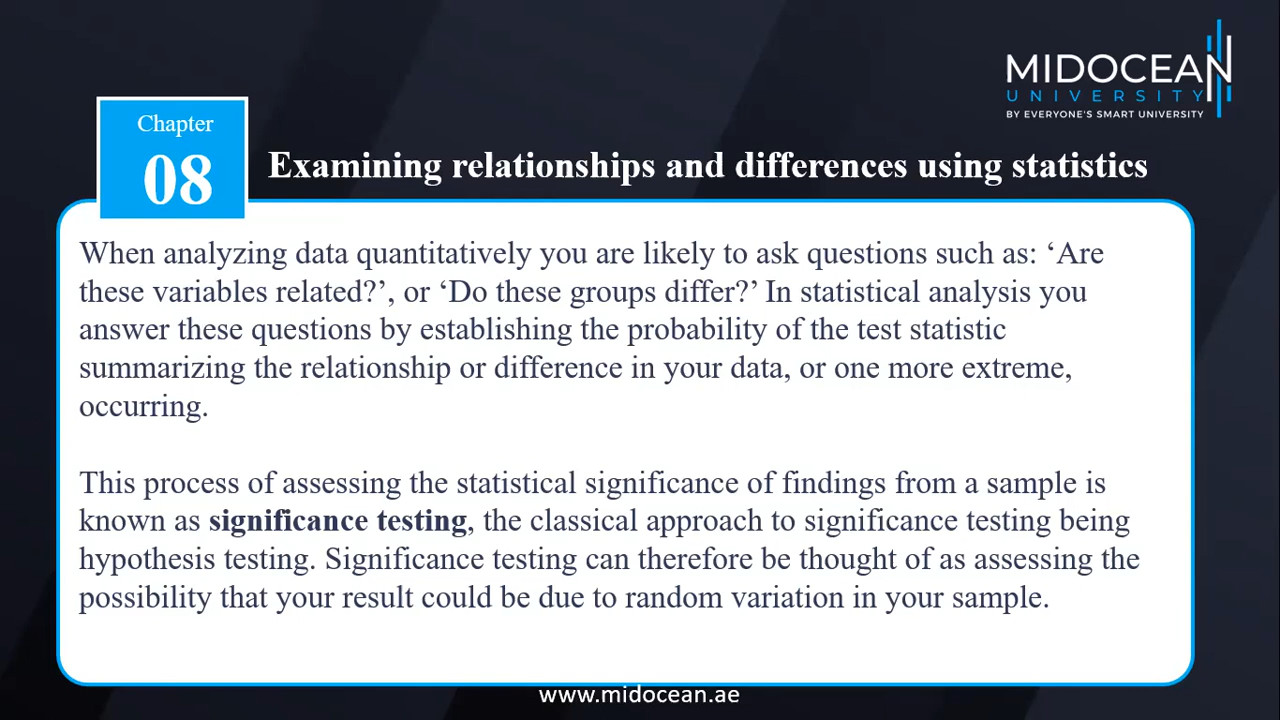 MIDOCEAN
UNIVERSITY
BY EVERYONE'S SMART UNIVERSITY
Chapter
08
Examining relationships and differences using statistics
When analyzing data quantitatively you are likely to ask questions such as: ‘Are
these variables related?’, or ‘Do these groups differ?’ In statistical analysis you
answer these questions by establishing the probability of the test statistic
summarizing the relationship or difference in your data, or one more extreme,
occurring.
This process of assessing the statistical significance of findings from a sample is
known as significance testing, the classical approach to significance testing being
hypothesis testing. Significance testing can therefore be thought of as assessing the
possibility that your result could be due to random variation in your sample.
www.midocean.ae